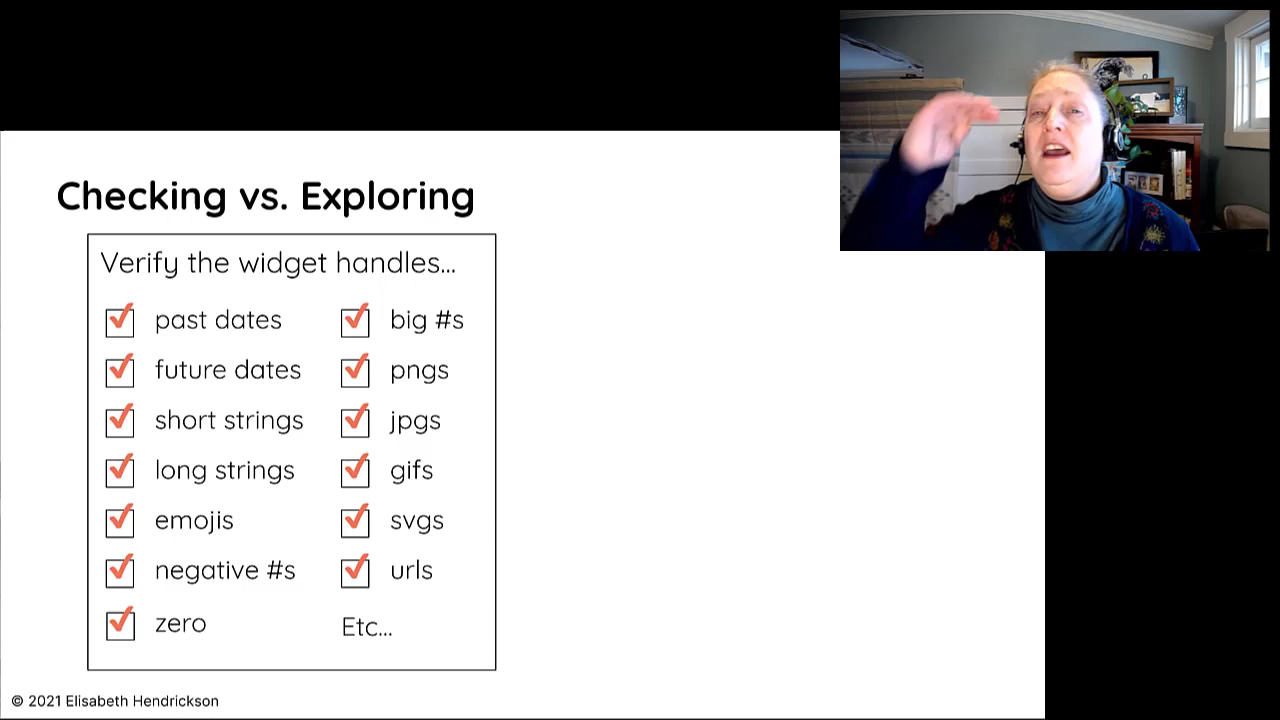 Checking vs. Exploring
Verify the widget handles...
past dates
future dates
short strings
long strings
emojis
negative #s
zero
big #s
pngs
jpgs
gifs
svgs
urls
Etc...
© 2021 Elisabeth Hendrickson